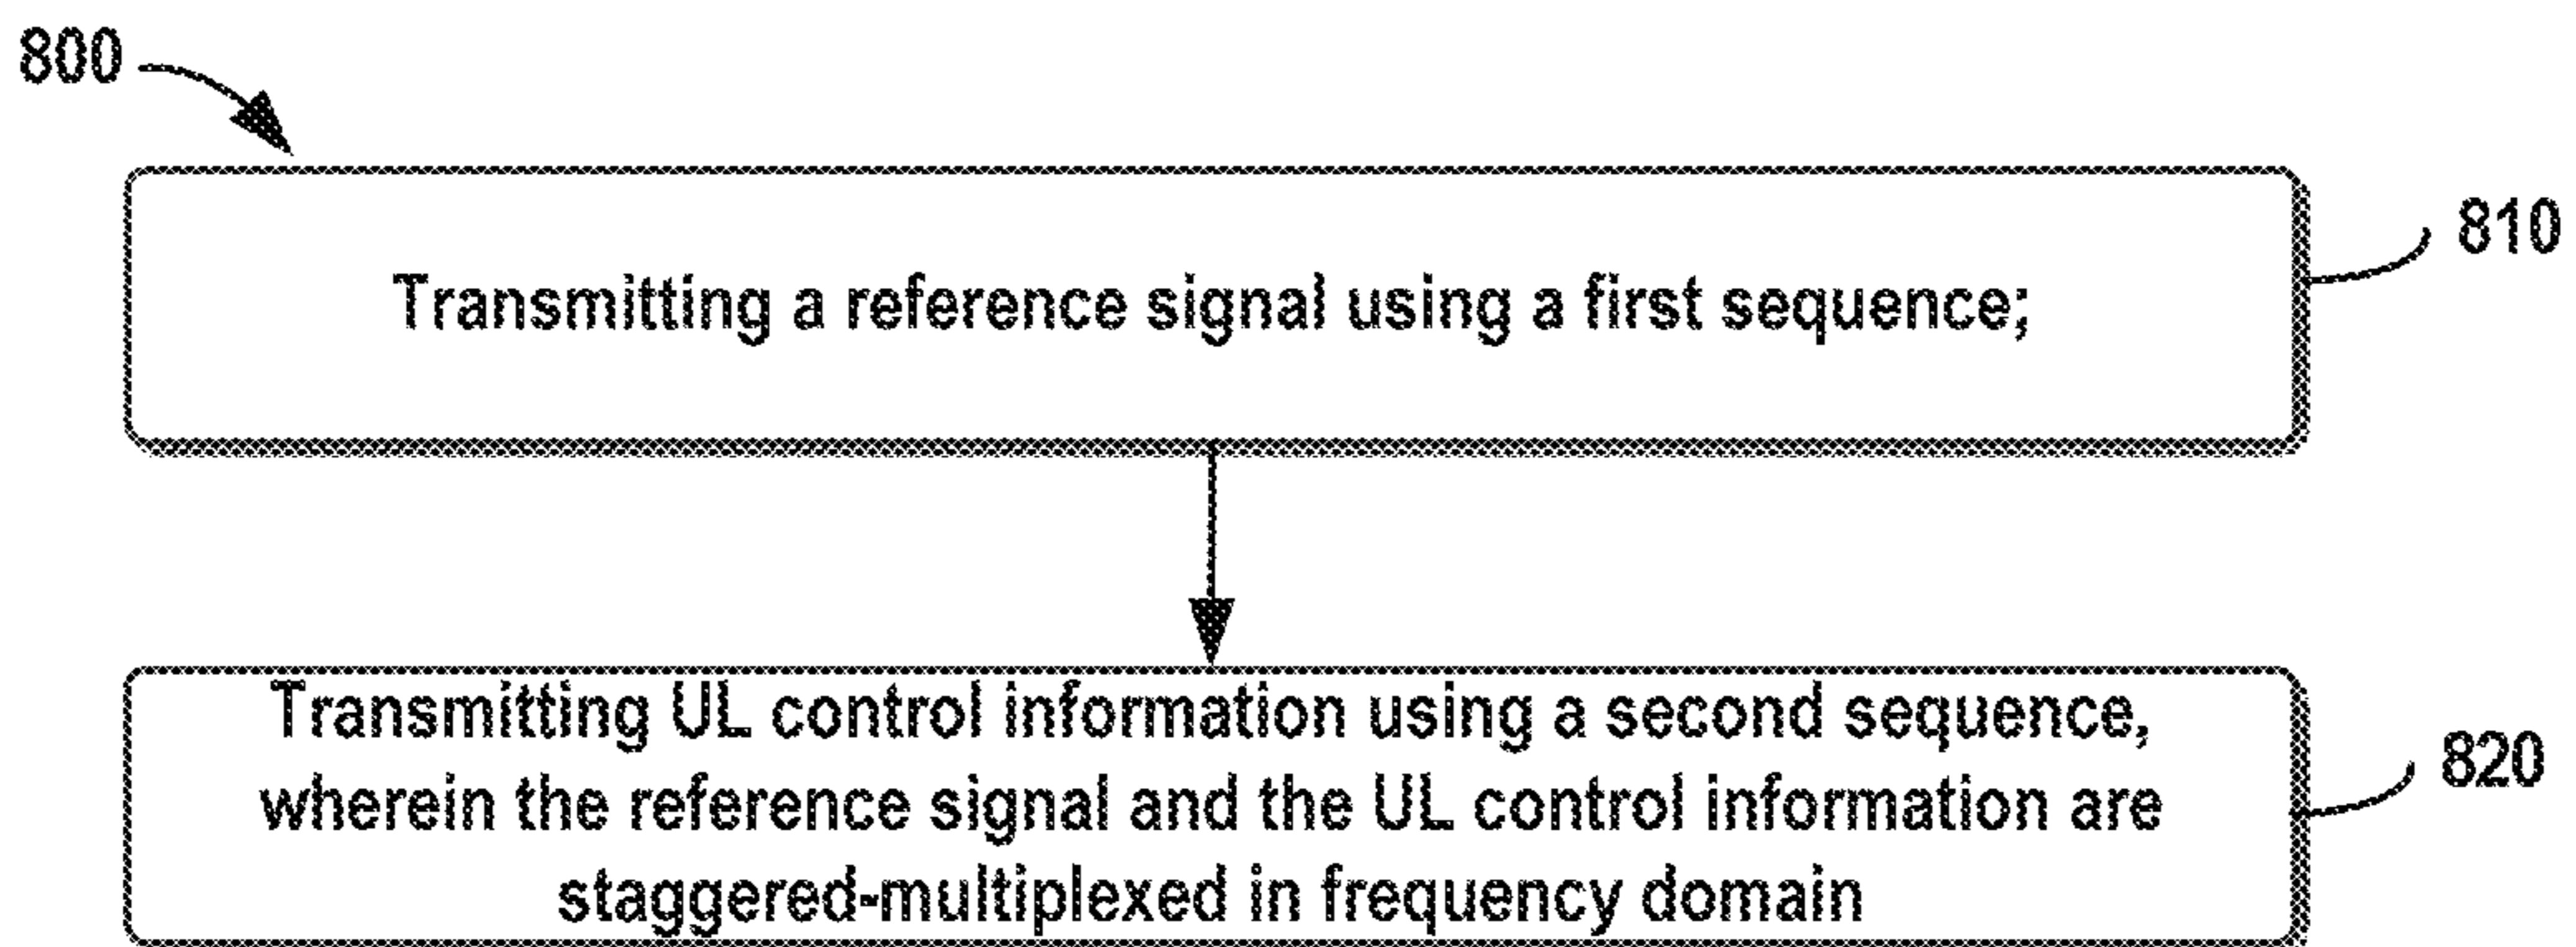 800
810
Transmitting a reference signal using a first sequence;
Transmitting UL control information using a second sequence,
820
wherein the reference signal and the UL control information are
staggered-multiplexed in frequency domain